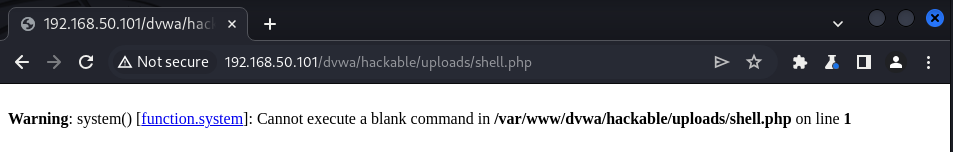 192.168.50.101/dvwa/hac
Not secure 192.168.50.101/dvwa/hackable/uploads/shell.php
Warning: system() [function.system]: Cannot execute a blank command in /var/www/dvwa/hackable/uploads/shell.php on line 1